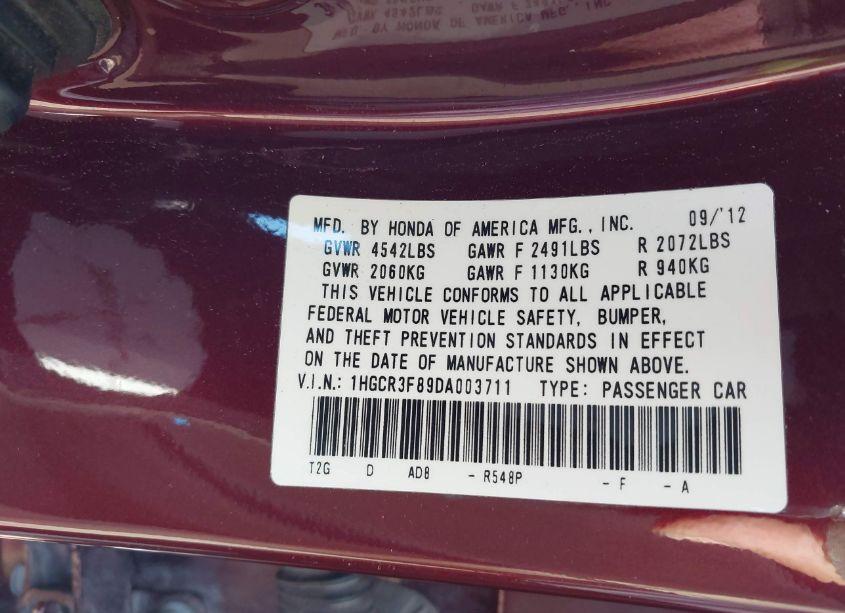 MFD. BY HONDA OF AMERICA MFG., INC. 09/'12
GVWR 4542LBS GAWR F 2491LBS R 2072LBS
GVWR 2060KG GAWR F 1130KG R 940KG
THIS VEHICLE CONFORMS TO ALL APPLICABLE
FEDERAL MOTOR VEHICLE SAFETY, BUMPER,
AND THEFT PREVENTION STANDARDS IN EFFECT
ON THE DATE OF MANUFACTURE SHOWN ABOVE.
V.I.N.: 1HGCR3F89DA003711 TYPE: PASSENGER CAR
T2G D AD8 - R548P - F - A